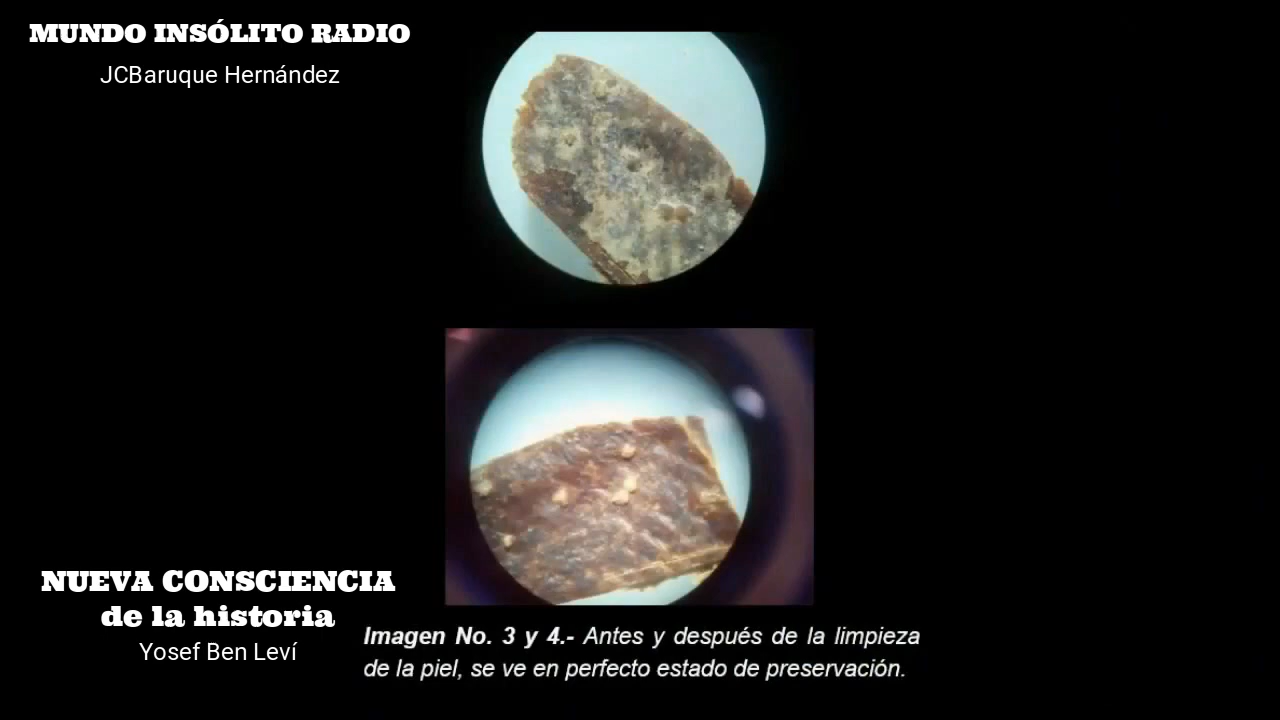 MUNDO INSÓLITO RADIO
JCBaruque Hernández
NUEVA CONSCIENCIA
de la historia
Yosef Ben Leví
Imagen No. 3 y 4.- Antes y después de la limpieza
de la piel, se ve en perfecto estado de preservación.